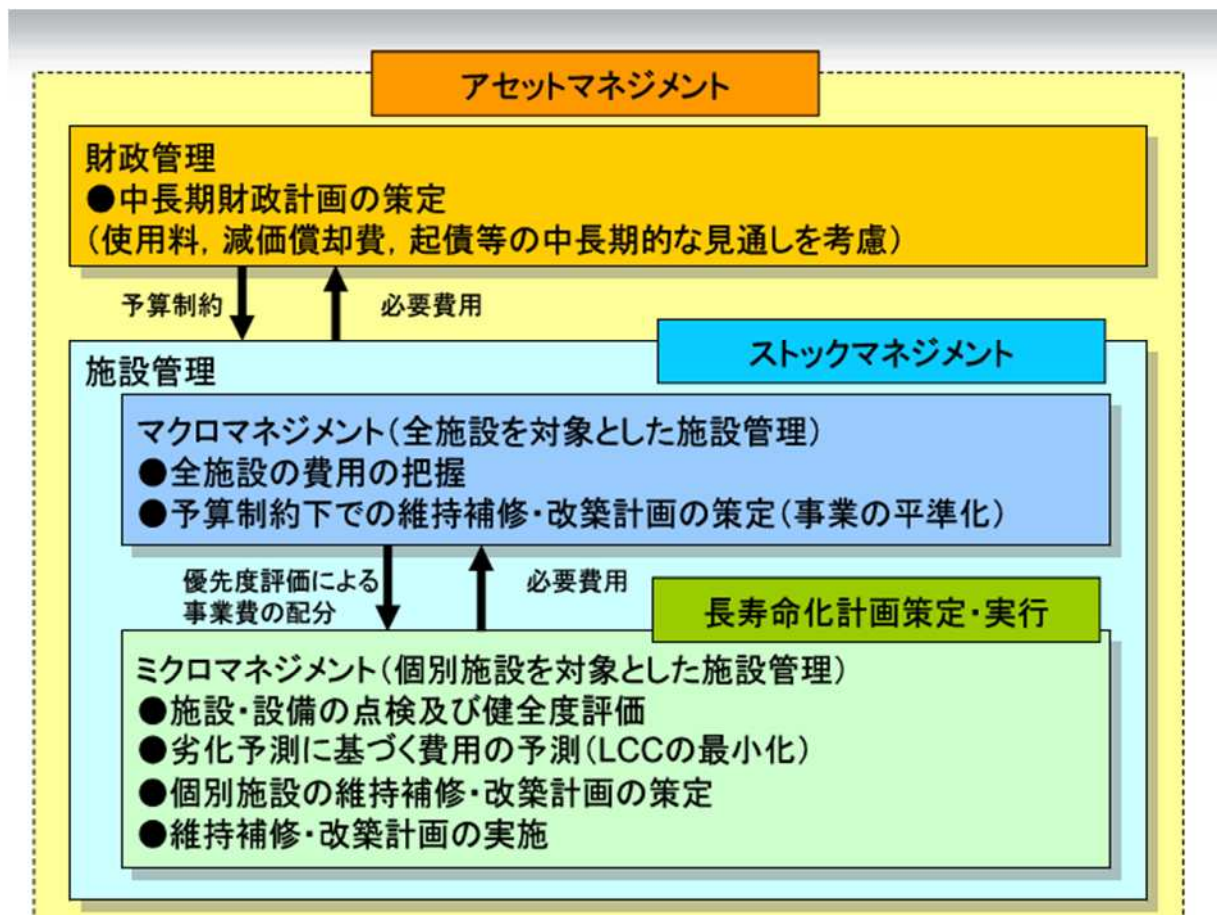 アセットマネジメント
財政管理
●中長期財政計画の策定
(使用料，減価償却費，起債等の中長期的な見通しを考慮)
予算制約
必要費用
ストックマネジメント
施設管理
マクロマネジメント(全施設を対象とした施設管理)
●全施設の費用の把握
●予算制約下での維持補修・改築計画の策定(事業の平準化)
優先度評価による
事業費の配分
必要費用
長寿命化計画策定・実行
ミクロマネジメント(個別施設を対象とした施設管理)
●施設・設備の点検及び健全度評価
●劣化予測に基づく費用の予測(LCCの最小化)
●個別施設の維持補修・改築計画の策定
●維持補修・改築計画の実施